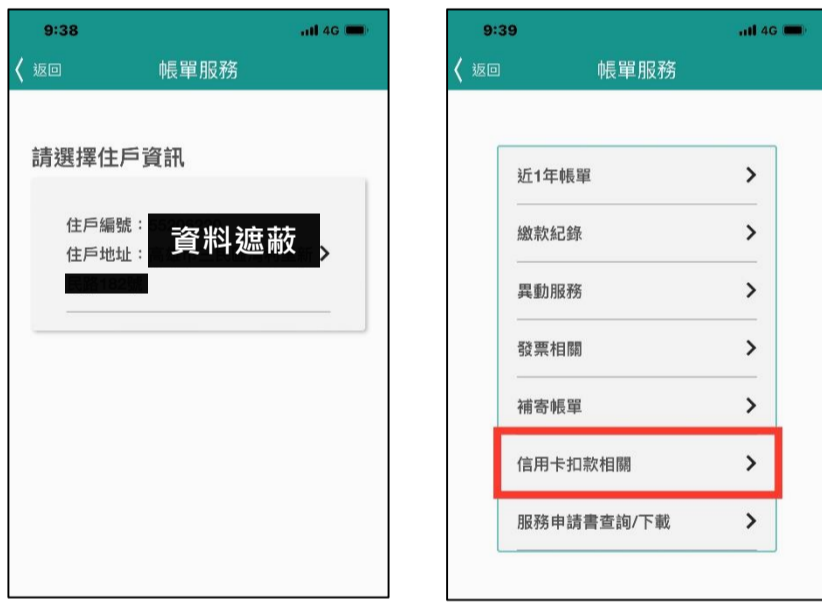 9:38
4G
返回
帳單服務
請選擇住戶資訊
住戶編號：
住戶地址：
資料遮蔽
9:39
4G
返回
帳單服務
近1年帳單
繳款紀錄
異動服務
發票相關
補寄帳單
信用卡扣款相關
服務申請書查詢/下載